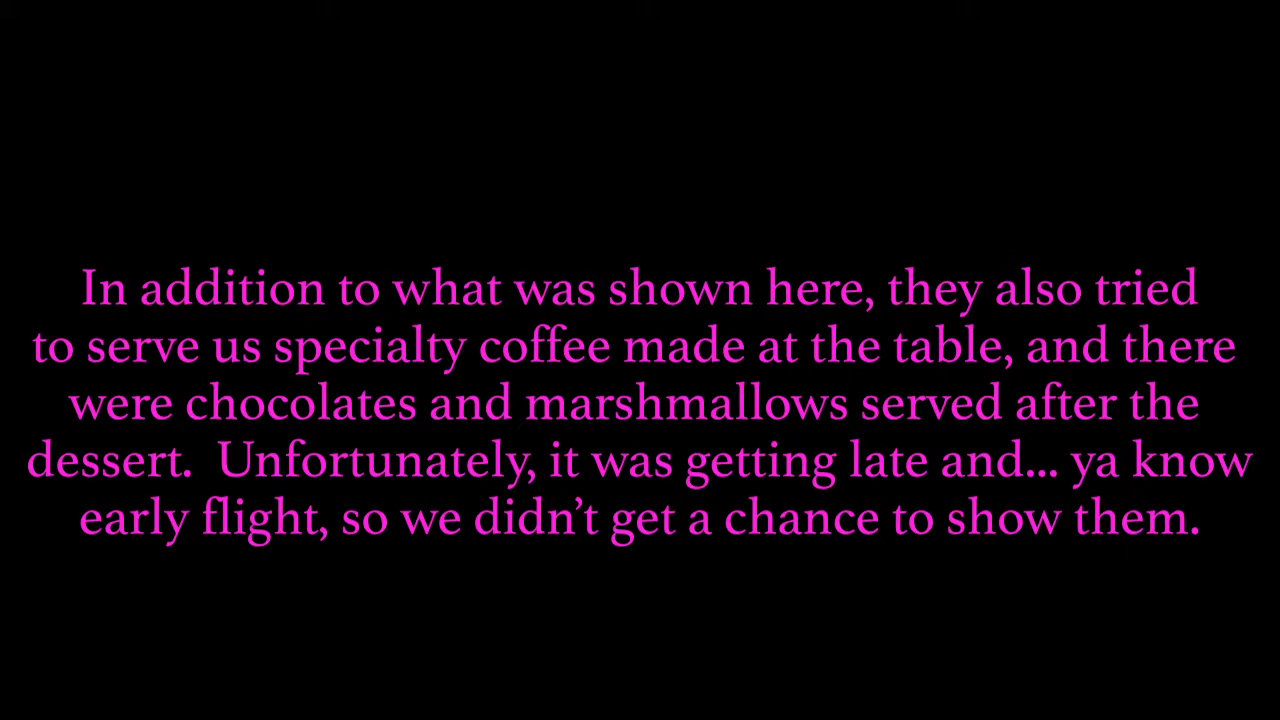 In addition to what was shown here, they also tried
to serve us specialty coffee made at the table, and there
were chocolates and marshmallows served after the
dessert.  Unfortunately, it was getting late and... ya know
early flight, so we didn’t get a chance to show them.